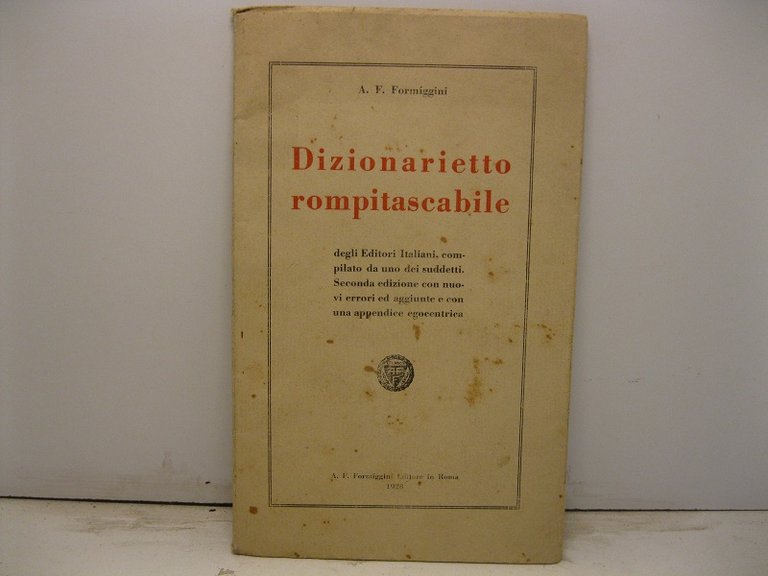 A. F. Formiggini
Dizionarietto
rompitascabile
degli Editori Italiani, com-
pilato da uno dei suddetti.
Seconda edizione con nuo-
vi errori ed aggiunte e con
una appendice egocentrica
A. F. Formiggini Editore in Roma
1928